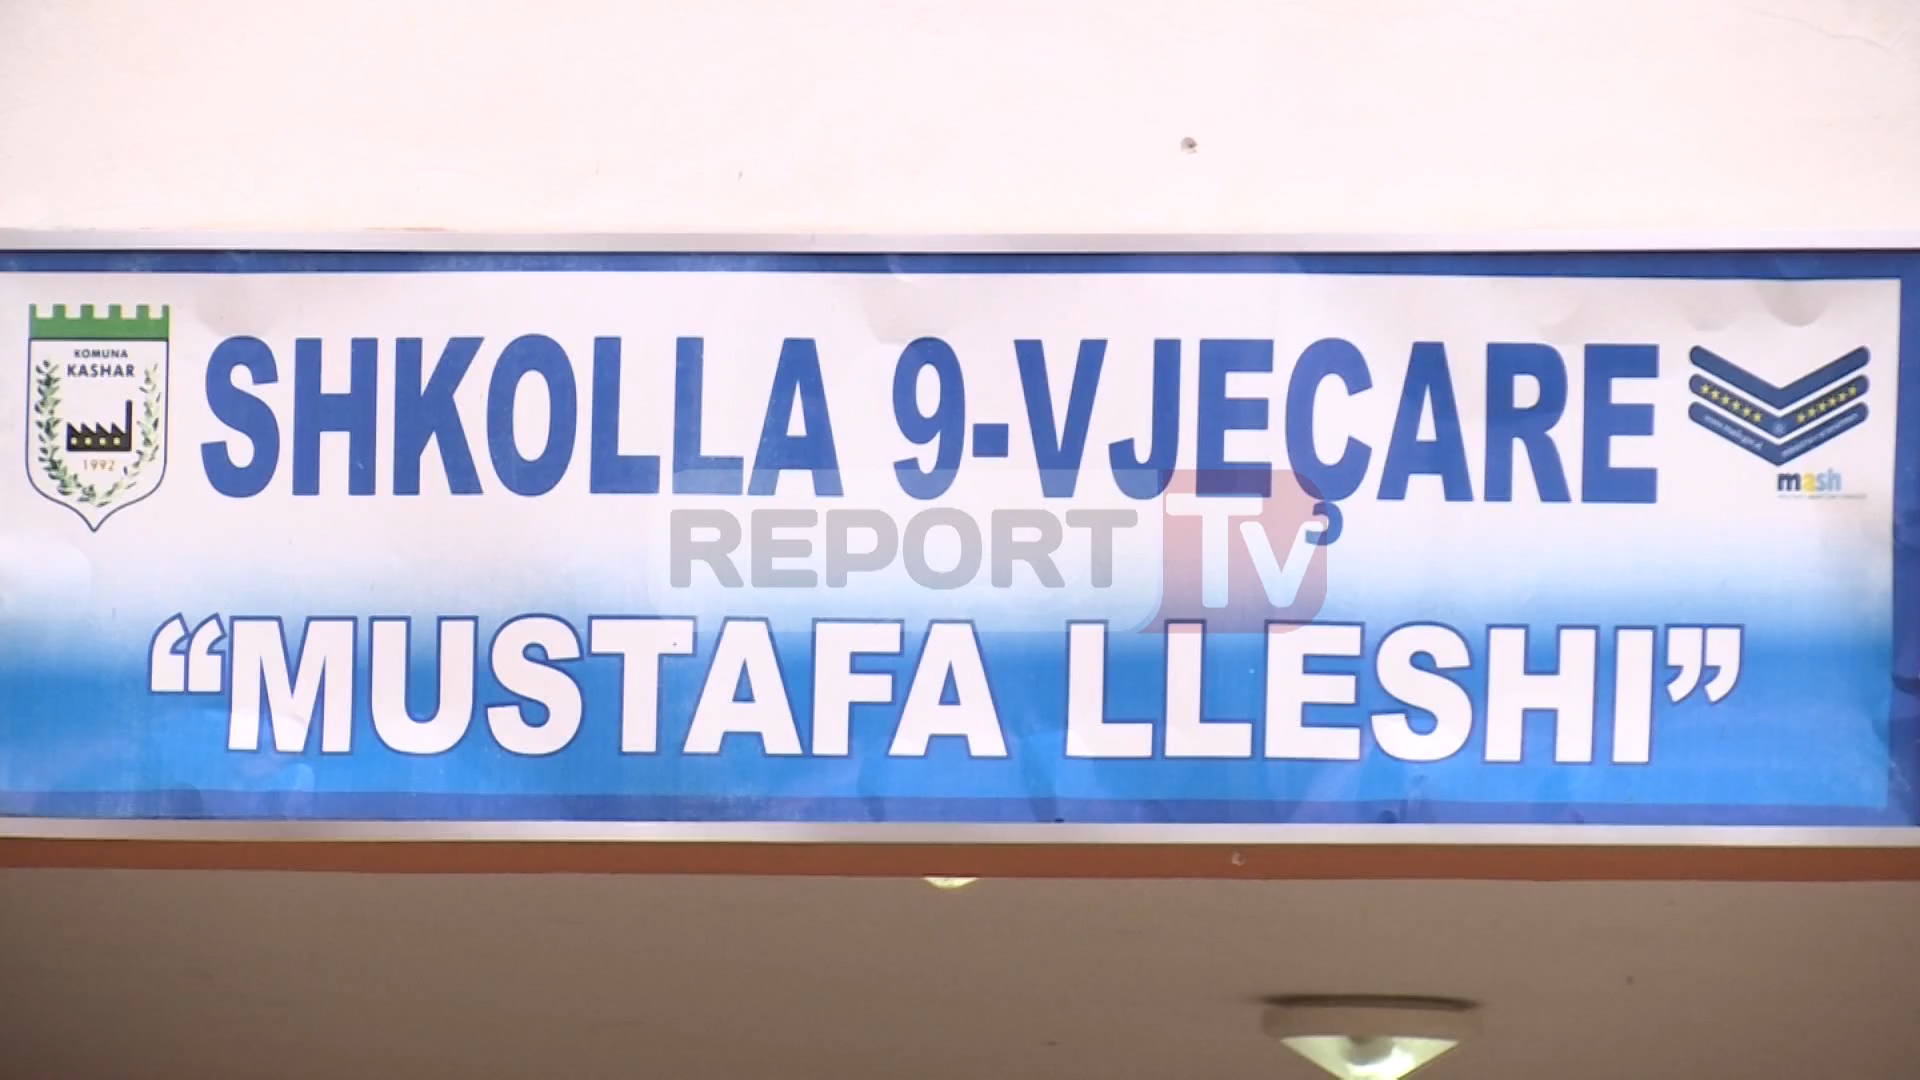 KOMUNA
KASHAR
1992
SHKOLLA 9-VJEÇARE
mash
REPORT Tv
“MUSTAFA LLESHI”